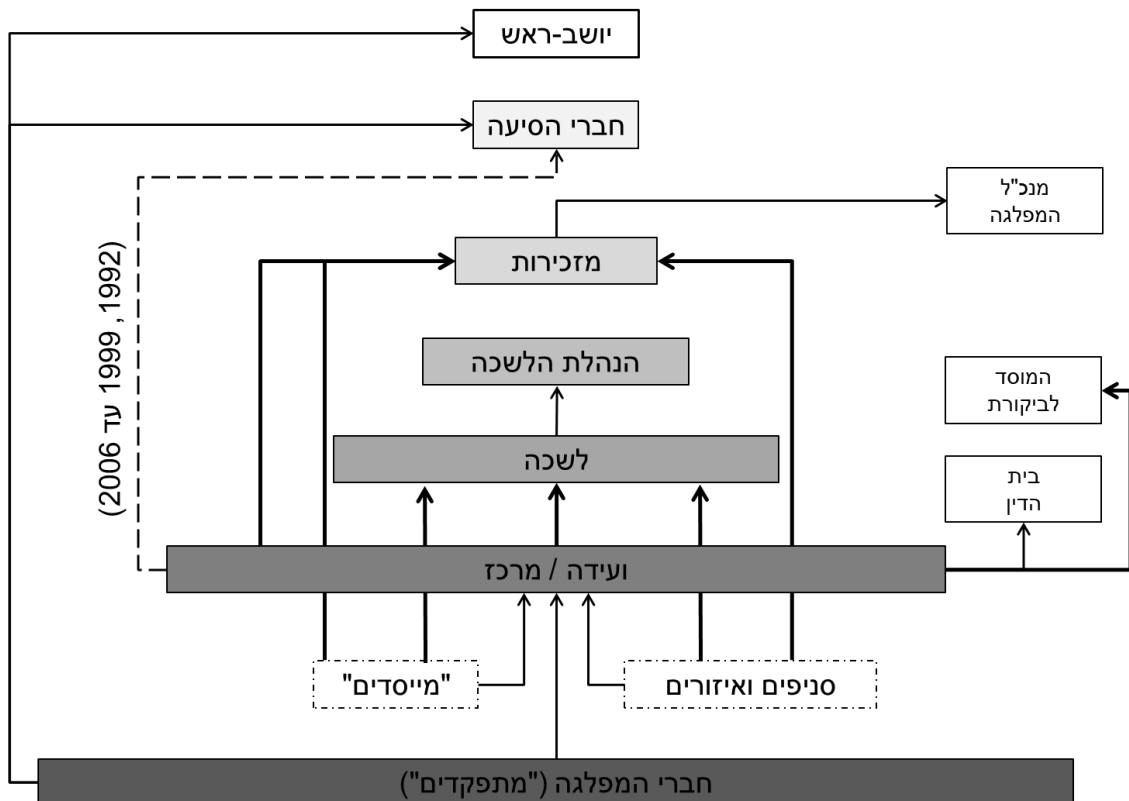 יושב-ראש
חברי הסיעה
מנכ"ל
המפלגה
מזכירות
(1992, 1999 עד 2006)
הנהלת הלשכה
המוסד
לביקורת
לשכה
בית
הדין
ועידה / מרכז
"מייסדים"
סניפים ואיזורים
חברי המפלגה ("מתפקדים")